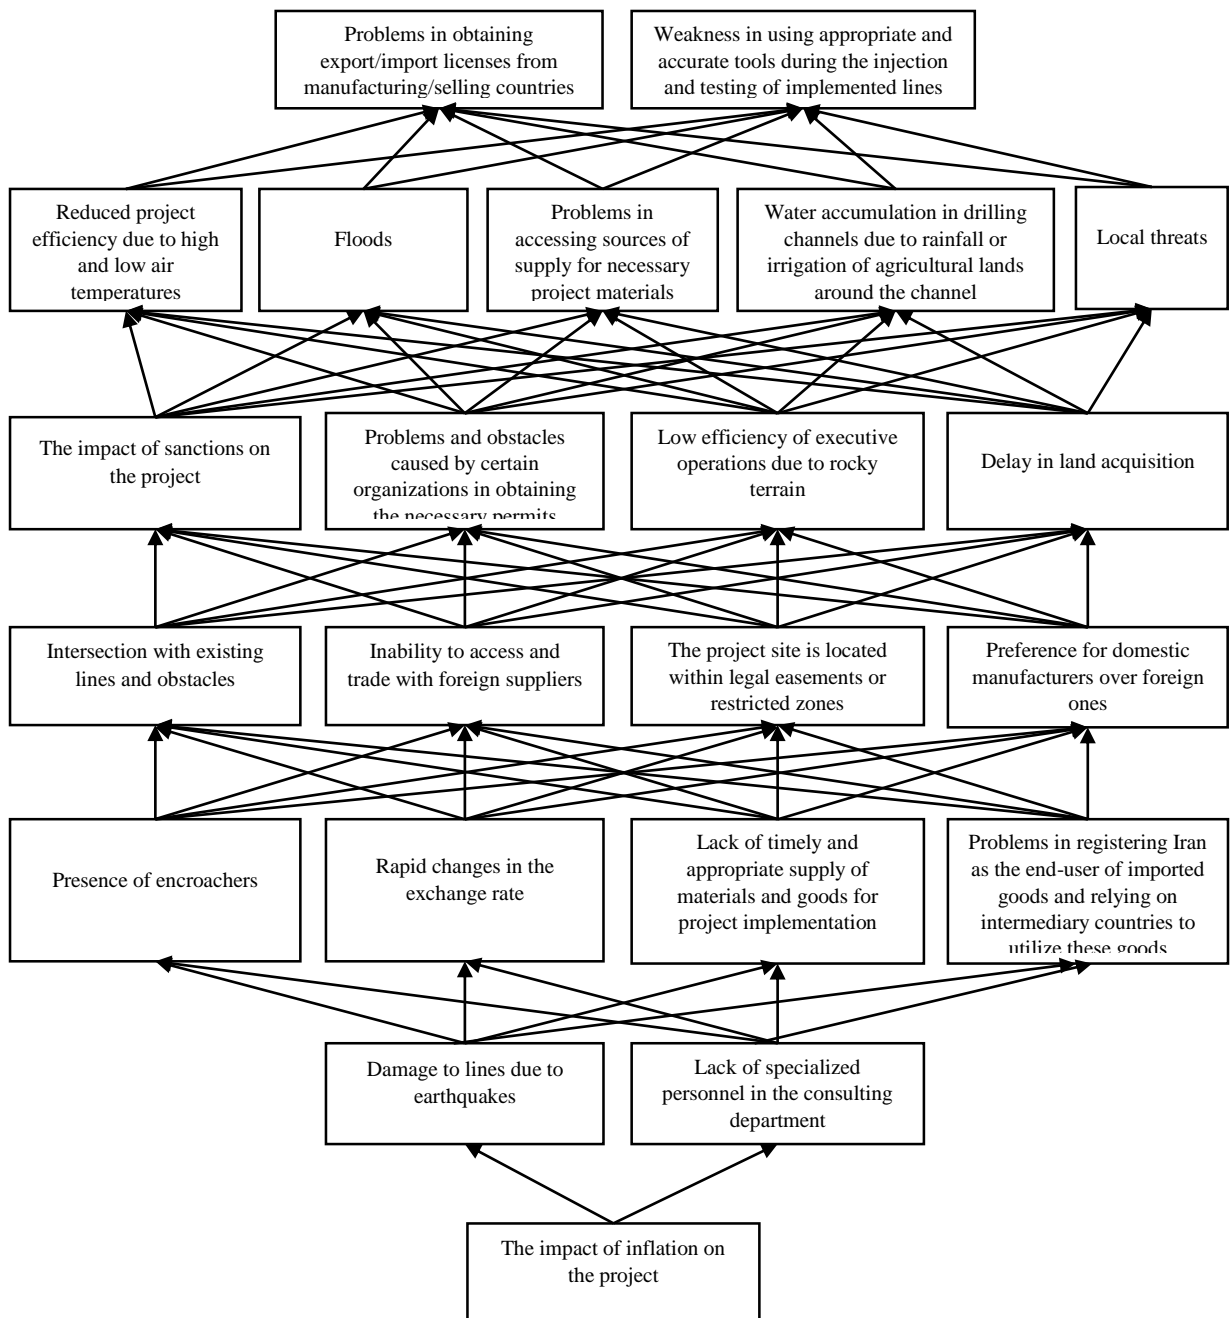 Problems in obtaining
export/import licenses from
manufacturing/selling countries
Weakness in using appropriate and
accurate tools during the injection
and testing of implemented lines
Reduced project
efficiency due to high
and low air
temperatures
Floods
Problems in
accessing sources of
supply for necessary
project materials
Water accumulation in drilling
channels due to rainfall or
irrigation of agricultural lands
around the channel
Local threats
The impact of sanctions on
the project
Problems and obstacles
caused by certain
organizations in obtaining
the necessary permits
Low efficiency of executive
operations due to rocky
terrain
Delay in land acquisition
Intersection with existing
lines and obstacles
Inability to access and
trade with foreign suppliers
The project site is located
within legal easements or
restricted zones
Preference for domestic
manufacturers over foreign
ones
Presence of encroachers
Rapid changes in the
exchange rate
Lack of timely and
appropriate supply of
materials and goods for
project implementation
Problems in registering Iran
as the end-user of imported
goods and relying on
intermediary countries to
utilize these goods
Damage to lines due to
earthquakes
Lack of specialized
personnel in the consulting
department
The impact of inflation on
the project